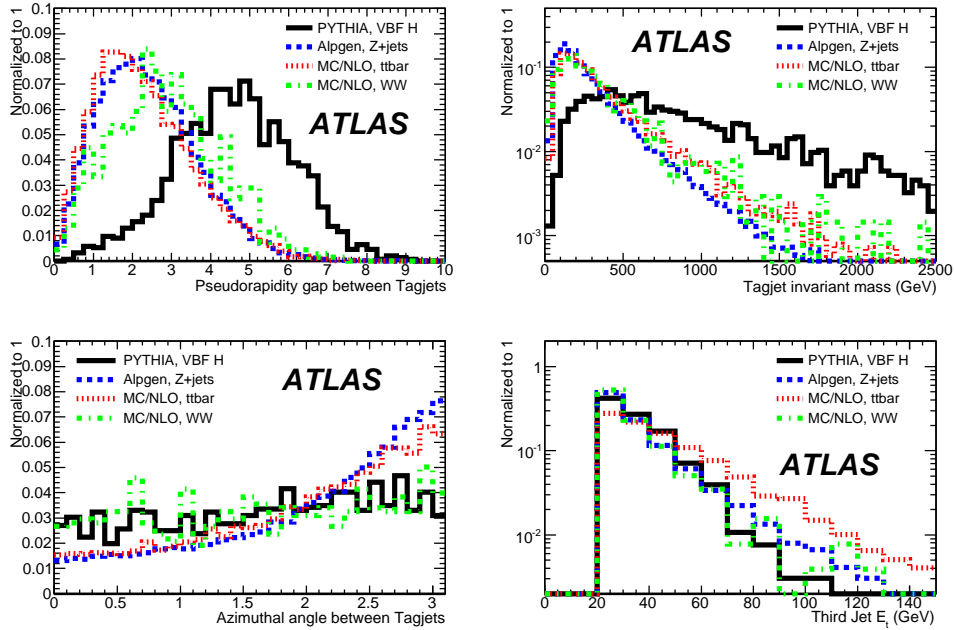 Normalized to 1
0.1
0.09
0.08
0.07
0.06
0.05
0.04
0.03
0.02
0.01
0
PYTHIA, VBF H
Alpgen, Z+jets
MC/NLO, ttbar
MC/NLO, WW
ATLAS
0 1 2 3 4 5 6 7 8 9 10
Pseudorapidity gap between Tagjets
Normalized to 1
10⁻¹
10⁻²
10⁻³
ATLAS
PYTHIA, VBF H
Alpgen, Z+jets
MC/NLO, ttbar
MC/NLO, WW
0 500 1000 1500 2000 2500
Tagjet invariant mass (GeV)
Normalized to 1
0.1
0.09
0.08
0.07
0.06
0.05
0.04
0.03
0.02
0.01
0
PYTHIA, VBF H
Alpgen, Z+jets
MC/NLO, ttbar
MC/NLO, WW
ATLAS
0 0.5 1 1.5 2 2.5 3
Azimuthal angle between Tagjets
Normalized to 1
1
10⁻¹
10⁻²
PYTHIA, VBF H
Alpgen, Z+jets
MC/NLO, ttbar
MC/NLO, WW
ATLAS
0 20 40 60 80 100 120 140
Third Jet Eₜ (GeV)